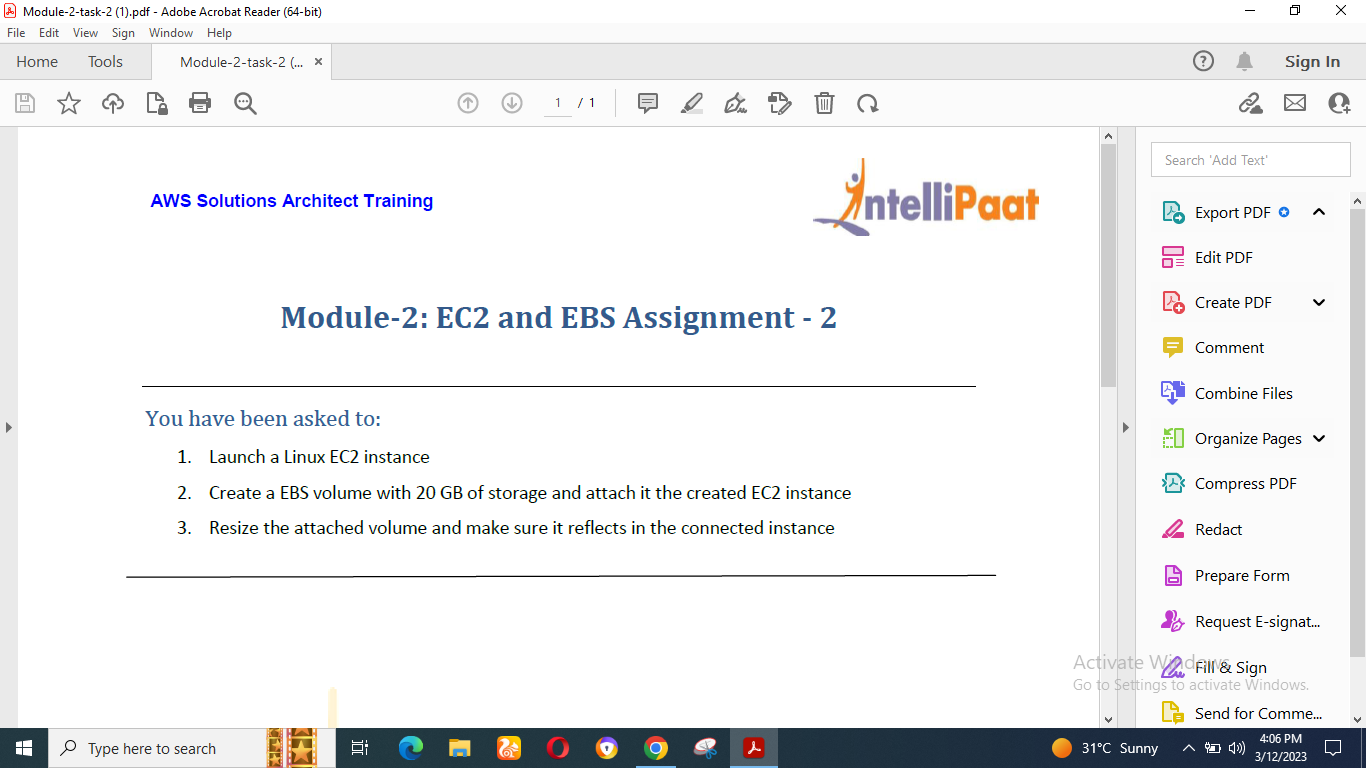 Module-2-task-2 (1).pdf - Adobe Acrobat Reader (64-bit)
File Edit View Sign Window Help
Home Tools Module-2-task-2 (... × Sign In
1 / 1
AWS Solutions Architect Training
IntelliPaat
Module-2: EC2 and EBS Assignment - 2
You have been asked to:
1. Launch a Linux EC2 instance
2. Create a EBS volume with 20 GB of storage and attach it the created EC2 instance
3. Resize the attached volume and make sure it reflects in the connected instance
Search 'Add Text'
Export PDF
Edit PDF
Create PDF
Comment
Combine Files
Organize Pages
Compress PDF
Redact
Prepare Form
Request E-signat...
Fill & Sign
Send for Comme...
Activate Windows
Go to Settings to activate Windows.
Type here to search
31°C Sunny
4:06 PM
3/12/2023